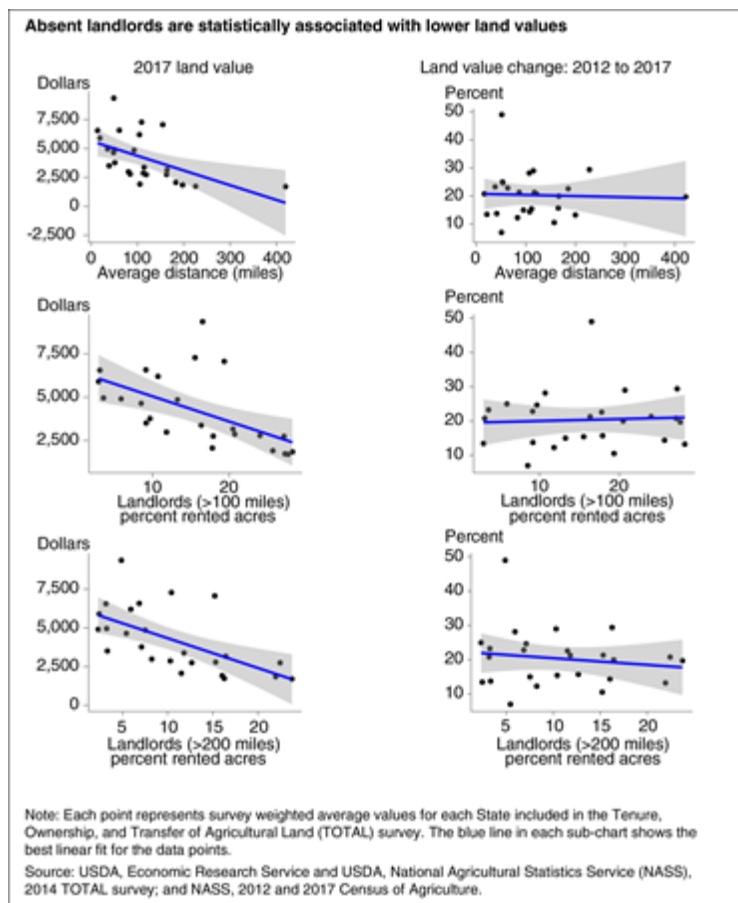 Absent landlords are statistically associated with lower land values
2017 land value
Dollars
7,500
5,000
2,500
0
-2,500
0 100 200 300 400
Average distance (miles)
Land value change: 2012 to 2017
Percent
50
40
30
20
10
0 100 200 300 400
Average distance (miles)
Dollars
7,500
5,000
2,500
10 20
Landlords (>100 miles)
percent rented acres
Percent
50
40
30
20
10
10 20
Landlords (>100 miles)
percent rented acres
Dollars
7,500
5,000
2,500
0
5 10 15 20
Landlords (>200 miles)
percent rented acres
Percent
50
40
30
20
10
5 10 15 20
Landlords (>200 miles)
percent rented acres
Note: Each point represents survey weighted average values for each State included in the Tenure,
Ownership, and Transfer of Agricultural Land (TOTAL) survey. The blue line in each sub-chart shows the
best linear fit for the data points.
Source: USDA, Economic Research Service and USDA, National Agricultural Statistics Service (NASS),
2014 TOTAL survey; and NASS, 2012 and 2017 Census of Agriculture.